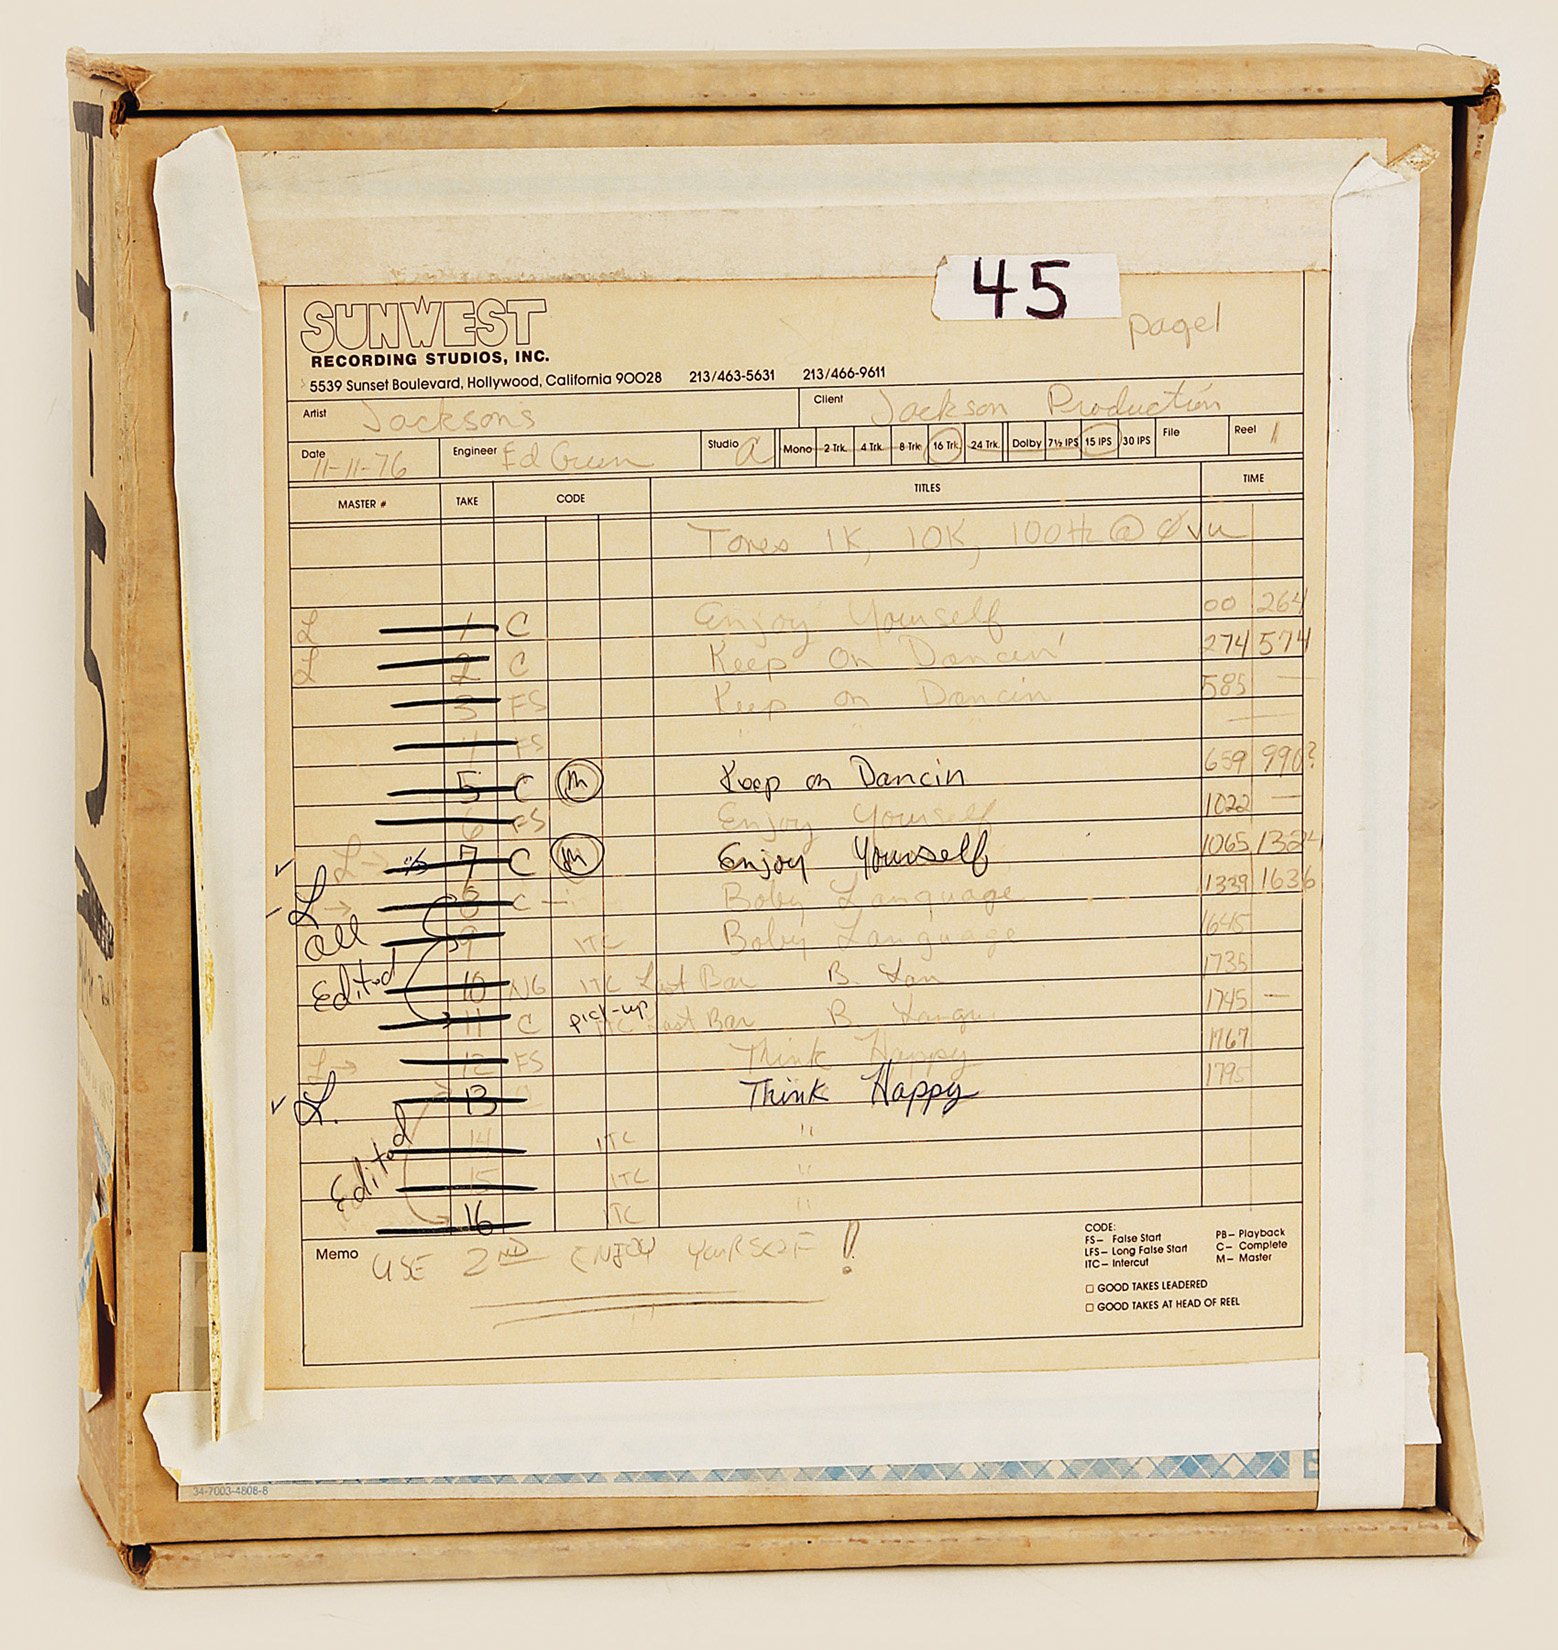 45
page 1
SUNWEST
RECORDING STUDIOS, INC.
5539 Sunset Boulevard, Hollywood, California 90028 213/463-5631 213/466-9611
Artist Jacksons Client Jackson Production
Date 11-11-76 Engineer Ed Green Studio A Mono 2 Trk. 4 Trk. 8 Trk. 16 Trk. 24 Trk. Dolby 7½ IPS 15 IPS 30 IPS File Reel 1
MASTER # TAKE CODE TITLES TIME
Tones 1K, 10K, 100Hz @ ØVU
L 1 C Enjoy Yourself 00 264
L 2 C Keep On Dancin' 274 574
3 FS Keep on Dancin 585 —
4 FS " "
5 C M Keep on Dancin 659 990?
6 FS Enjoy Yourself 1022 —
✓ L → 7 C M Enjoy Yourself 1065 1324
- L → 8 C - Boby Language 1339 1636
all 9 ITC Boby Language 1645
Edited 10 NG ITC Last Bar B. Lan 1735
11 C pick-up ITC Last Bar B. Langu 1745 —
L → 12 FS Think Happy 1767
✓ L. 13 Think Happy 1795
14 ITC "
Edited 15 ITC "
16 ITC "
Memo USE 2ND ENJOY YOURSELF !
CODE:
FS – False Start PB – Playback
LFS – Long False Start C – Complete
ITC – Intercut M – Master
☐ GOOD TAKES LEADERED
☐ GOOD TAKES AT HEAD OF REEL
34-7003-4808-8